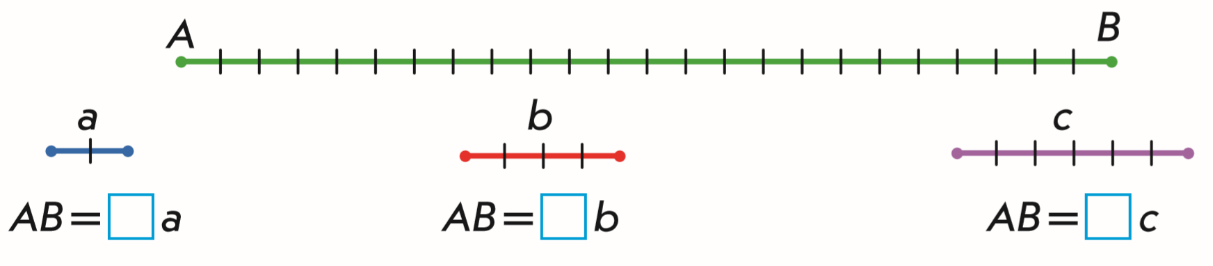 A B
a b c
AB = □ a AB = □ b AB = □ c